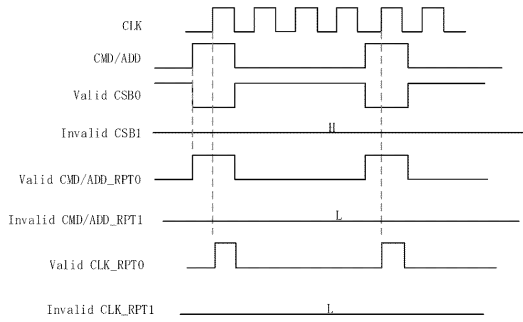 CLK
CMD/ADD
Valid CSB0
Invalid CSB1
H
Valid CMD/ADD_RPT0
Invalid CMD/ADD_RPT1
L
Valid CLK_RPT0
Invalid CLK_RPT1
L